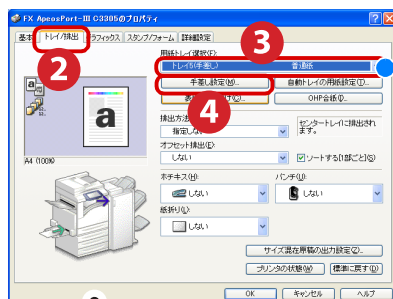 FX ApeosPort-III C3305のプロパティ
基本 トレイ/排出 グラフィックス スタンプ/フォーム 詳細設定
2
3
用紙トレイ選択(F):
トレイ5(手差し) 普通紙
手差し設定(M)... 自動トレイの用紙設定(T)...
4
OHP合紙(I)...
a
a
排出方法
指定しない
センタートレイに排出され
ます。
オフセット排出(E):
しない
ソートする[1部ごと](S)
A4 (100%)
ホチキス(H): パンチ(U):
しない しない
紙折り(L):
しない
サイズ混在原稿の出力設定(Z)...
プリンタの状態(W) 標準に戻す(D)
OK キャンセル ヘルプ